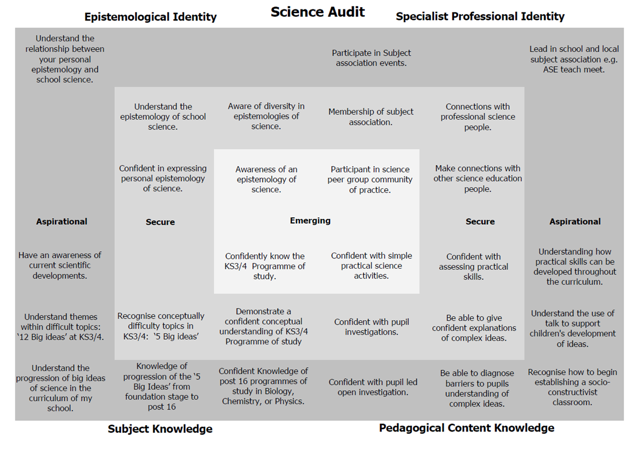 Science Audit
Epistemological Identity
Specialist Professional Identity
Understand the
relationship between
your personal
epistemology and
school science.
Participate in Subject
association events.
Lead in school and local
subject association e.g.
ASE teach meet.
Understand the
epistemology of school
science.
Aware of diversity in
epistemologies of
science.
Membership of subject
association.
Connections with
professional science
people.
Confident in expressing
personal epistemology
of science.
Awareness of an
epistemology of
science.
Participant in science
peer group community
of practice.
Make connections with
other science education
people.
Aspirational
Secure
Emerging
Secure
Aspirational
Have an awareness of
current scientific
developments.
Confidently know the
KS3/4 Programme of
study.
Confident with simple
practical science
activities.
Confident with
assessing practical
skills.
Understanding how
practical skills can be
developed throughout
the curriculum.
Understand themes
within difficult topics:
‘12 Big ideas’ at KS3/4.
Recognise conceptually
difficulty topics in
KS3/4: ‘5 Big ideas’
Demonstrate a
confident conceptual
understanding of KS3/4
Programme of study
Confident with pupil
investigations.
Be able to give
confident explanations
of complex ideas.
Understand the use of
talk to support
children’s development
of ideas.
Understand the
progression of big ideas
of science in the
curriculum of my
school.
Knowledge of
progression of the ‘5
Big Ideas’ from
foundation stage to
post 16
Confident Knowledge of
post 16 programmes of
study in Biology,
Chemistry, or Physics.
Confident with pupil led
open investigation.
Be able to diagnose
barriers to pupils
understanding of
complex ideas.
Recognise how to begin
establishing a socio-
constructivist
classroom.
Subject Knowledge
Pedagogical Content Knowledge